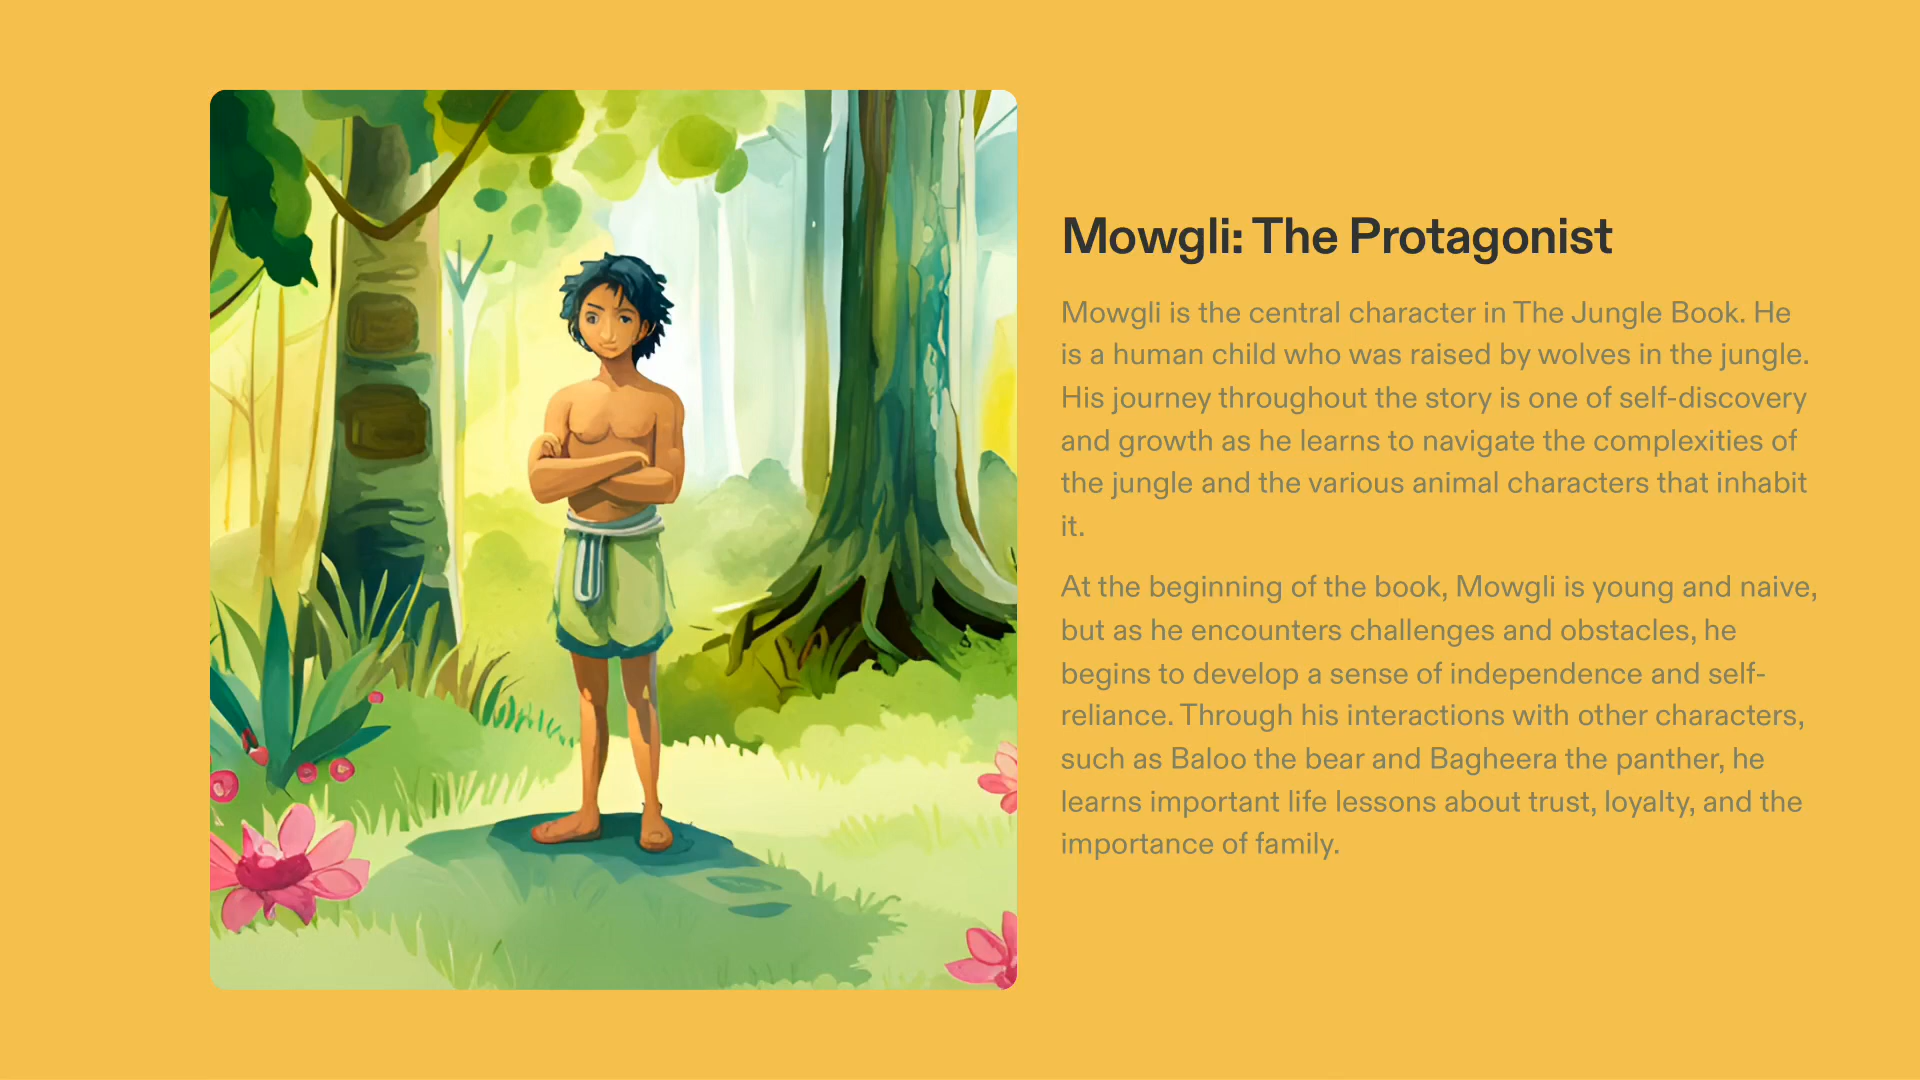 Mowgli: The Protagonist
Mowgli is the central character in The Jungle Book. He
is a human child who was raised by wolves in the jungle.
His journey throughout the story is one of self-discovery
and growth as he learns to navigate the complexities of
the jungle and the various animal characters that inhabit
it.
At the beginning of the book, Mowgli is young and naive,
but as he encounters challenges and obstacles, he
begins to develop a sense of independence and self-
reliance. Through his interactions with other characters,
such as Baloo the bear and Bagheera the panther, he
learns important life lessons about trust, loyalty, and the
importance of family.